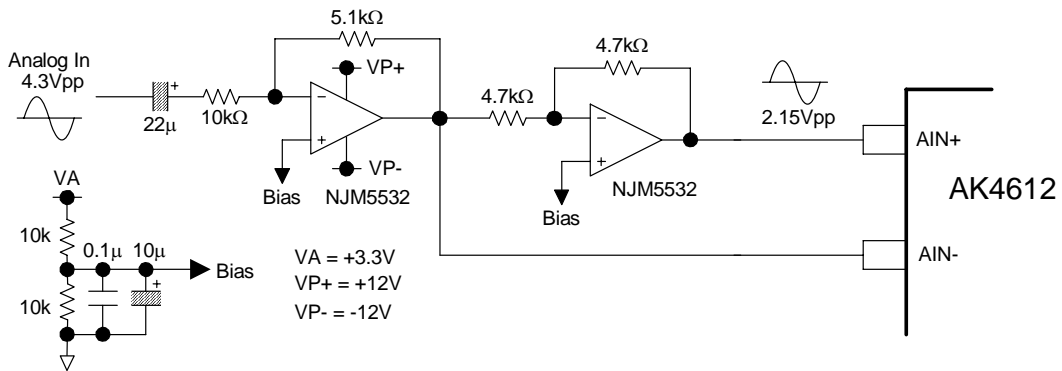 5.1kΩ
Analog In
4.3Vpp
+
22µ
10kΩ
VP+
−
+
VP-
Bias
NJM5532
4.7kΩ
4.7kΩ
−
+
Bias
NJM5532
2.15Vpp
AIN+
AIN-
AK4612
VA
10k
0.1µ
10µ
+
Bias
10k
VA = +3.3V
VP+ = +12V
VP- = -12V